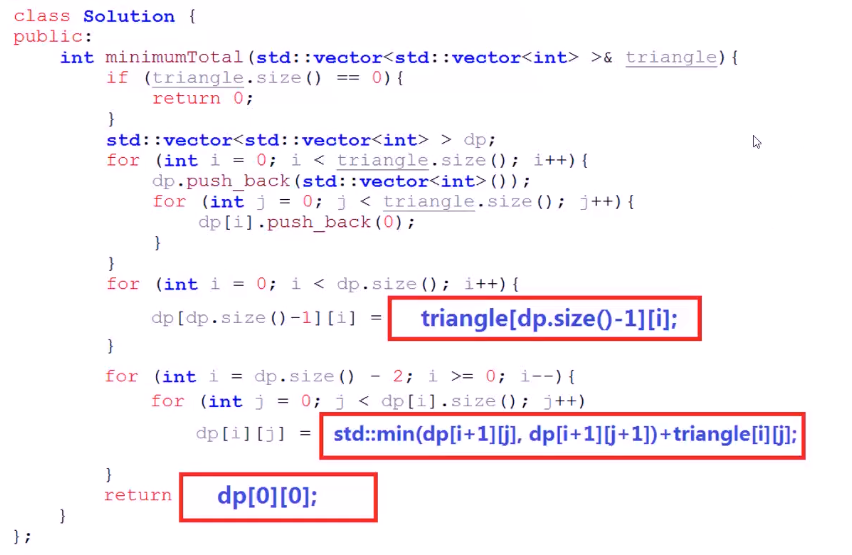 class Solution {
public:
    int minimumTotal(std::vector<std::vector<int> >& triangle){
        if (triangle.size() == 0){
            return 0;
        }
        std::vector<std::vector<int> > dp;
        for (int i = 0; i < triangle.size(); i++){
            dp.push_back(std::vector<int>());
            for (int j = 0; j < triangle.size(); j++){
                dp[i].push_back(0);
            }
        }
        for (int i = 0; i < dp.size(); i++){
            dp[dp.size()-1][i] = triangle[dp.size()-1][i];
        }
        for (int i = dp.size() - 2; i >= 0; i--){
            for (int j = 0; j < dp[i].size(); j++)
                dp[i][j] = std::min(dp[i+1][j], dp[i+1][j+1])+triangle[i][j];
        }
        return dp[0][0];
    }
};